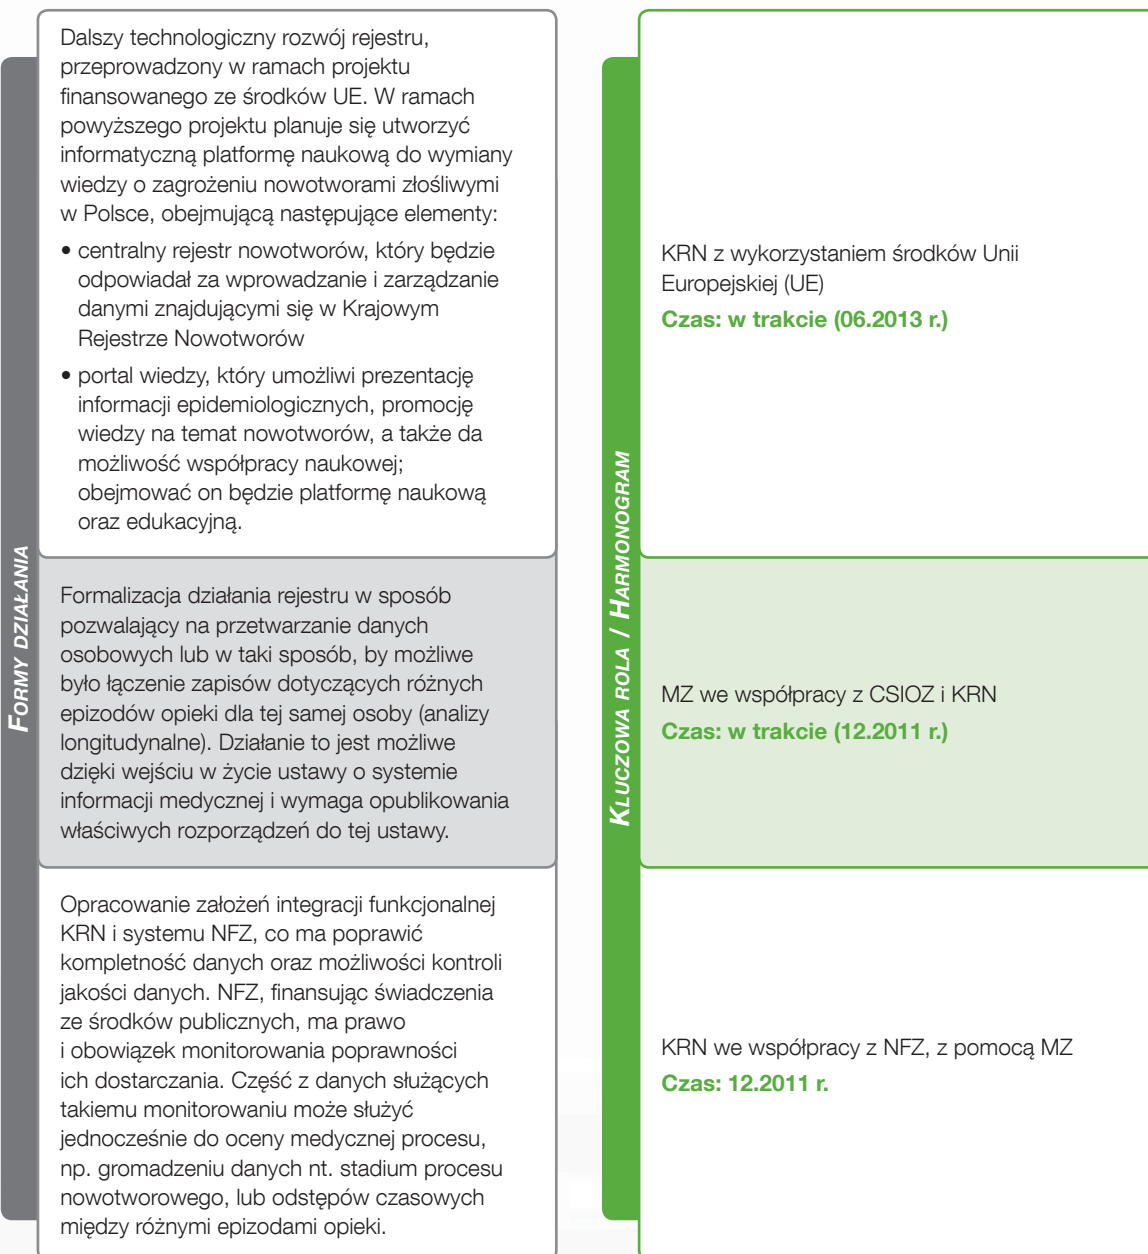 FORMY DZIAŁANIA
Dalszy technologiczny rozwój rejestru,
przeprowadzony w ramach projektu
finansowanego ze środków UE. W ramach
powyższego projektu planuje się utworzyć
informatyczną platformę naukową do wymiany
wiedzy o zagrożeniu nowotworami złośliwymi
w Polsce, obejmującą następujące elementy:
• centralny rejestr nowotworów, który będzie
odpowiadał za wprowadzanie i zarządzanie
danymi znajdującymi się w Krajowym
Rejestrze Nowotworów
• portal wiedzy, który umożliwi prezentację
informacji epidemiologicznych, promocję
wiedzy na temat nowotworów, a także da
możliwość współpracy naukowej;
obejmować on będzie platformę naukową
oraz edukacyjną.
Formalizacja działania rejestru w sposób
pozwalający na przetwarzanie danych
osobowych lub w taki sposób, by możliwe
było łączenie zapisów dotyczących różnych
epizodów opieki dla tej samej osoby (analizy
longitudynalne). Działanie to jest możliwe
dzięki wejściu w życie ustawy o systemie
informacji medycznej i wymaga opublikowania
właściwych rozporządzeń do tej ustawy.
Opracowanie założeń integracji funkcjonalnej
KRN i systemu NFZ, co ma poprawić
kompletność danych oraz możliwości kontroli
jakości danych. NFZ, finansując świadczenia
ze środków publicznych, ma prawo
i obowiązek monitorowania poprawności
ich dostarczania. Część z danych służących
takiemu monitorowaniu może służyć
jednocześnie do oceny medycznej procesu,
np. gromadzeniu danych nt. stadium procesu
nowotworowego, lub odstępów czasowych
między różnymi epizodami opieki.
KLUCZOWA ROLA / HARMONOGRAM
KRN z wykorzystaniem środków Unii
Europejskiej (UE)
Czas: w trakcie (06.2013 r.)
MZ we współpracy z CSIOZ i KRN
Czas: w trakcie (12.2011 r.)
KRN we współpracy z NFZ, z pomocą MZ
Czas: 12.2011 r.